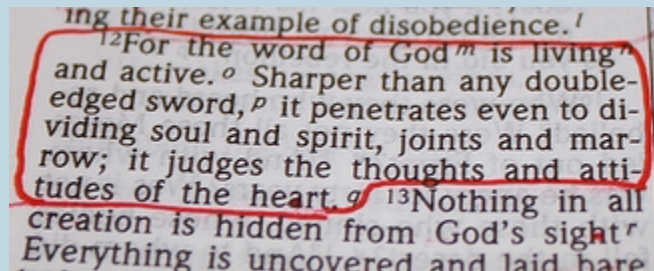 ing their example of disobedience. l
12For the word of God m is living n
and active. o Sharper than any double-
edged sword, p it penetrates even to di-
viding soul and spirit, joints and mar-
row; it judges the thoughts and atti-
tudes of the heart. q 13Nothing in all
creation is hidden from God's sight r
Everything is uncovered and laid bare